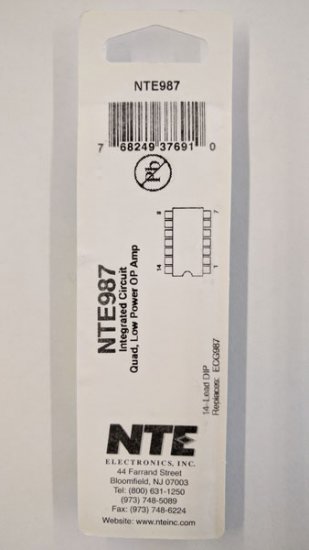 NTE987
7 68249 37691 0
Pb
NTE987
Integrated Circuit
Quad, Low Power OP Amp
8 7
14 1
14-Lead DIP
Replaces: ECG987
NTE
ELECTRONICS, INC.
44 Farrand Street
Bloomfield, NJ 07003
Tel: (800) 631-1250
(973) 748-5089
Fax: (973) 748-6224
Website: www.nteinc.com